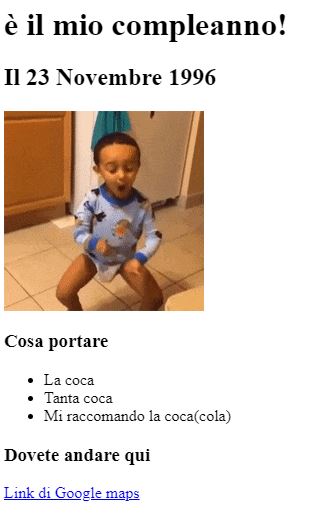 è il mio compleanno!
Il 23 Novembre 1996
Cosa portare
La coca
Tanta coca
Mi raccomando la coca(cola)
Dovete andare qui
Link di Google maps